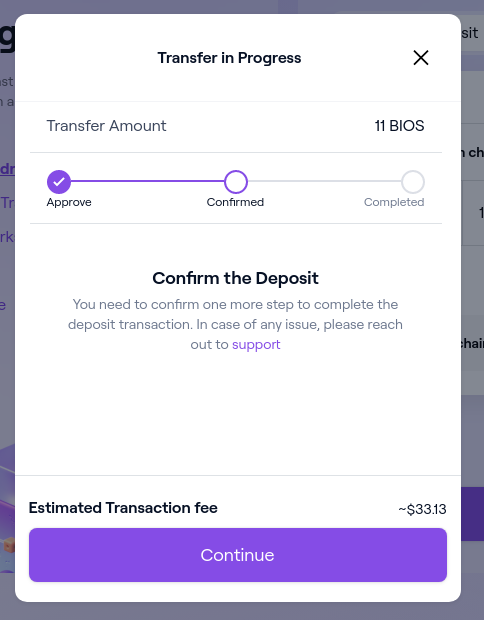 Transfer in Progress
Transfer Amount 11 BIOS
Approve Confirmed Completed
Confirm the Deposit
You need to confirm one more step to complete the
deposit transaction. In case of any issue, please reach
out to support
Estimated Transaction fee ~$33.13
Continue